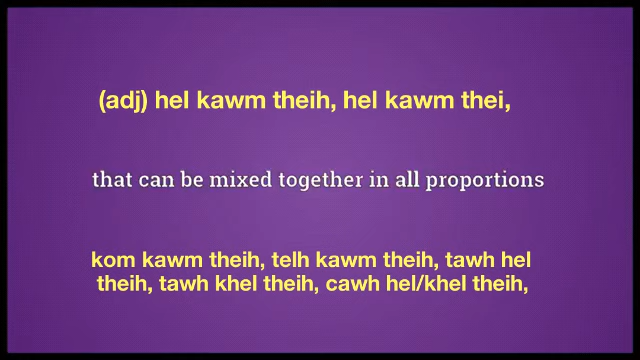 (adj) hel kawm theih, hel kawm thei,
that can be mixed together in all proportions
kom kawm theih, telh kawm theih, tawh hel
theih, tawh khel theih, cawh hel/khel theih,